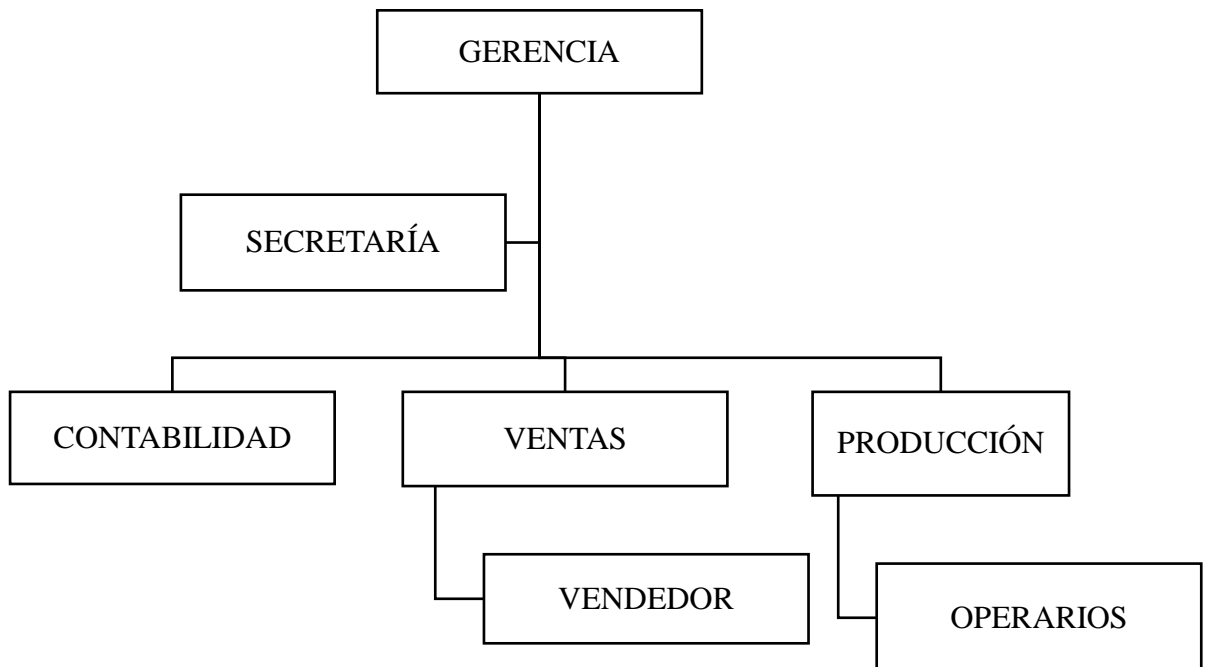 GERENCIA
SECRETARÍA
CONTABILIDAD
VENTAS
PRODUCCIÓN
VENDEDOR
OPERARIOS